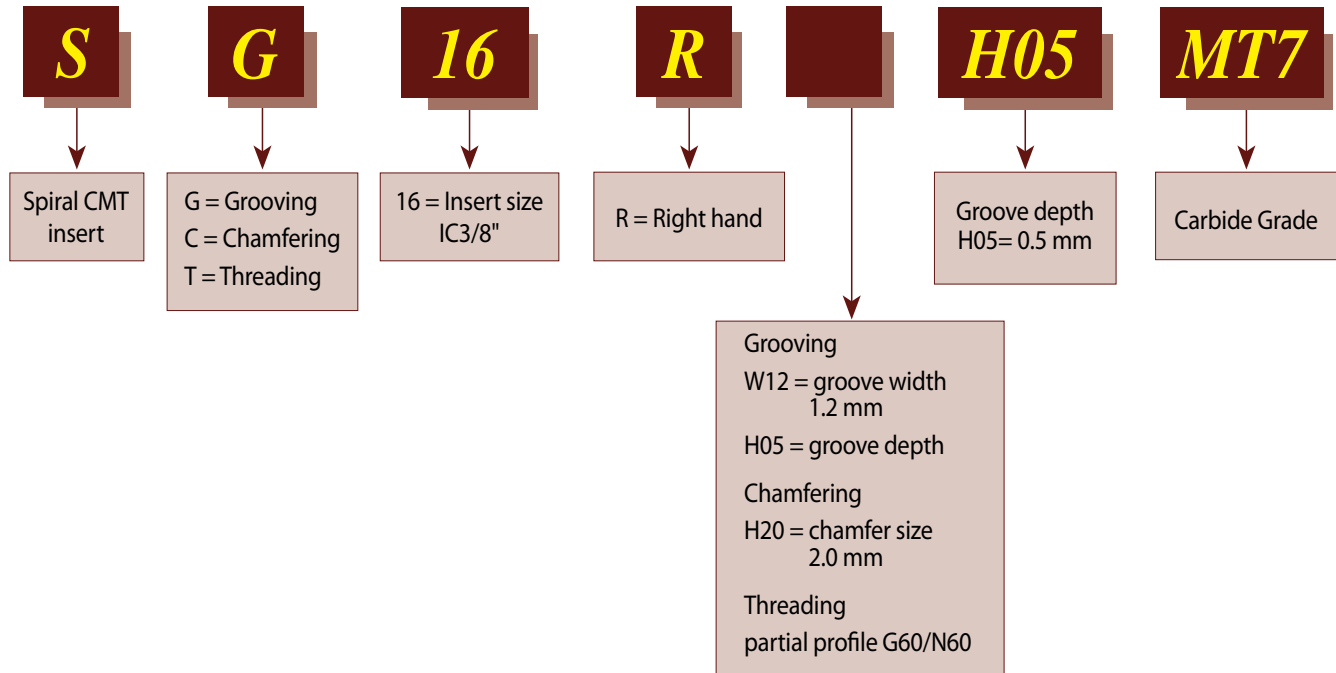 S G 16 R H05 MT7
Spiral CMT
insert
G = Grooving
C = Chamfering
T = Threading
16 = Insert size
IC3/8"
R = Right hand
Groove depth
H05= 0.5 mm
Carbide Grade
Grooving
W12 = groove width
1.2 mm
H05 = groove depth
Chamfering
H20 = chamfer size
2.0 mm
Threading
partial profile G60/N60